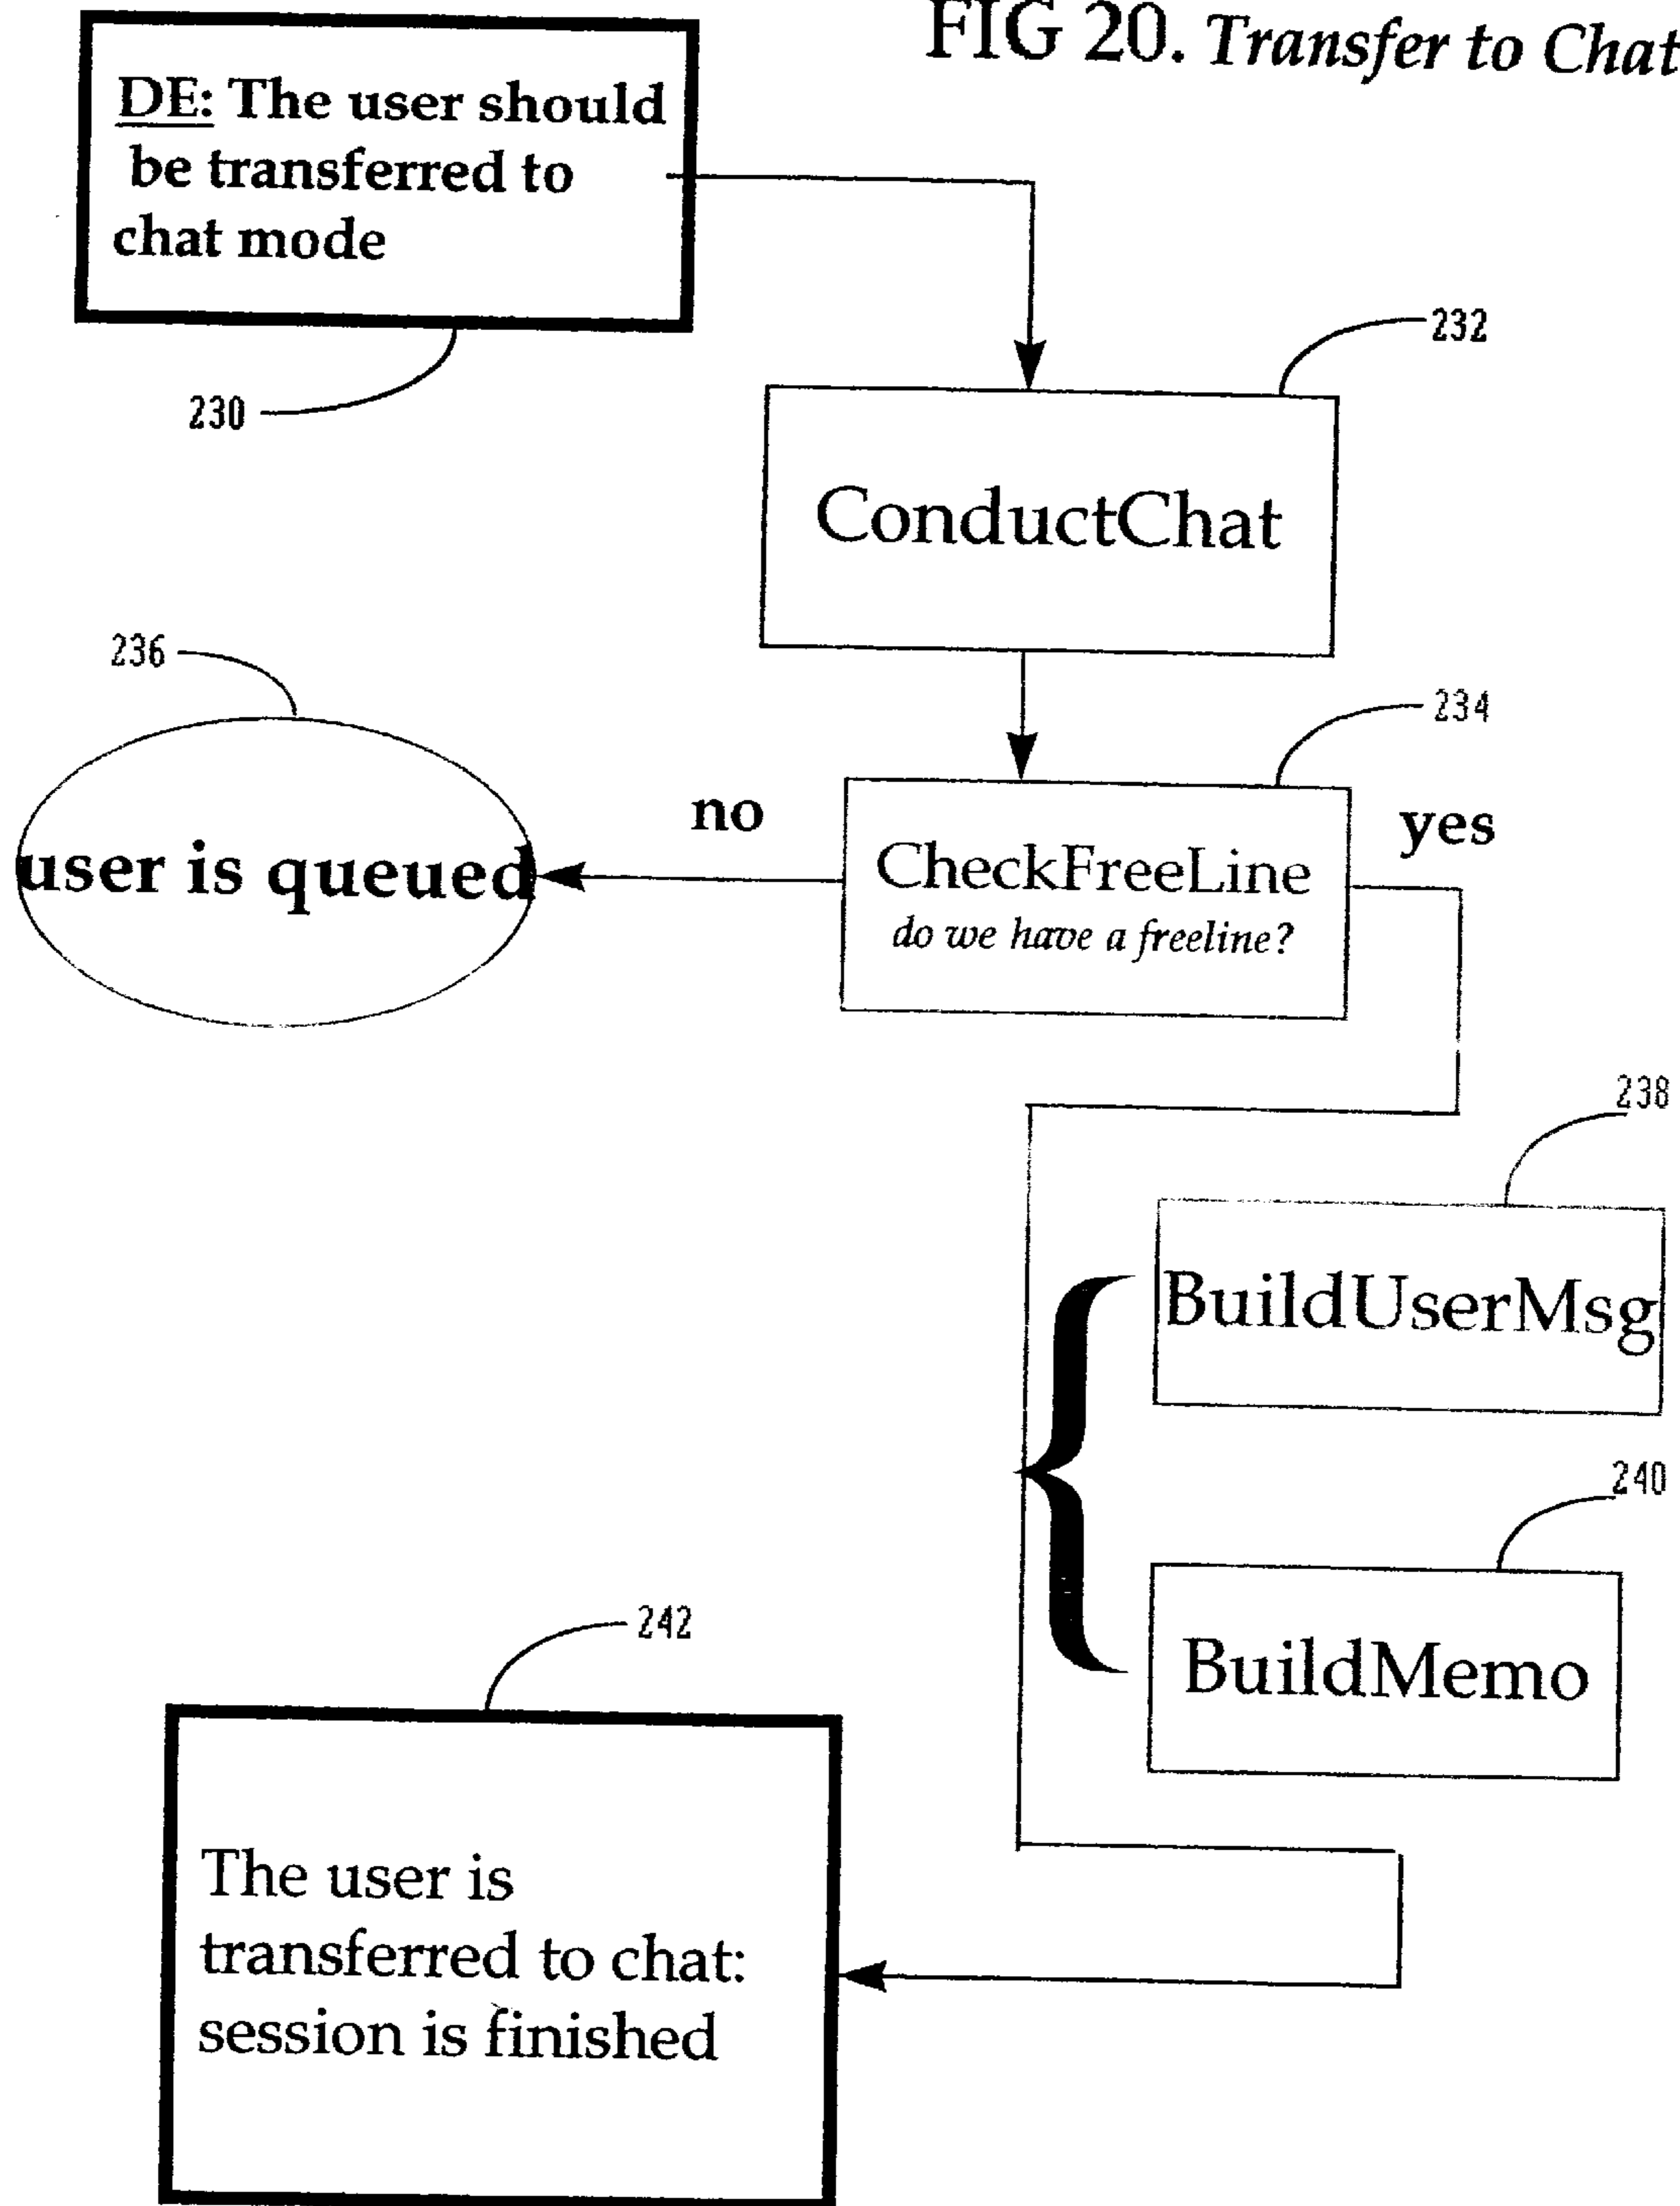 FIG 20. Transfer to Chat
DE: The user should
be transferred to
chat mode
230
232
ConductChat
236
234
user is queued
no
CheckFreeLine
do we have a freeline?
yes
238
BuildUserMsg
240
BuildMemo
242
The user is
transferred to chat:
session is finished